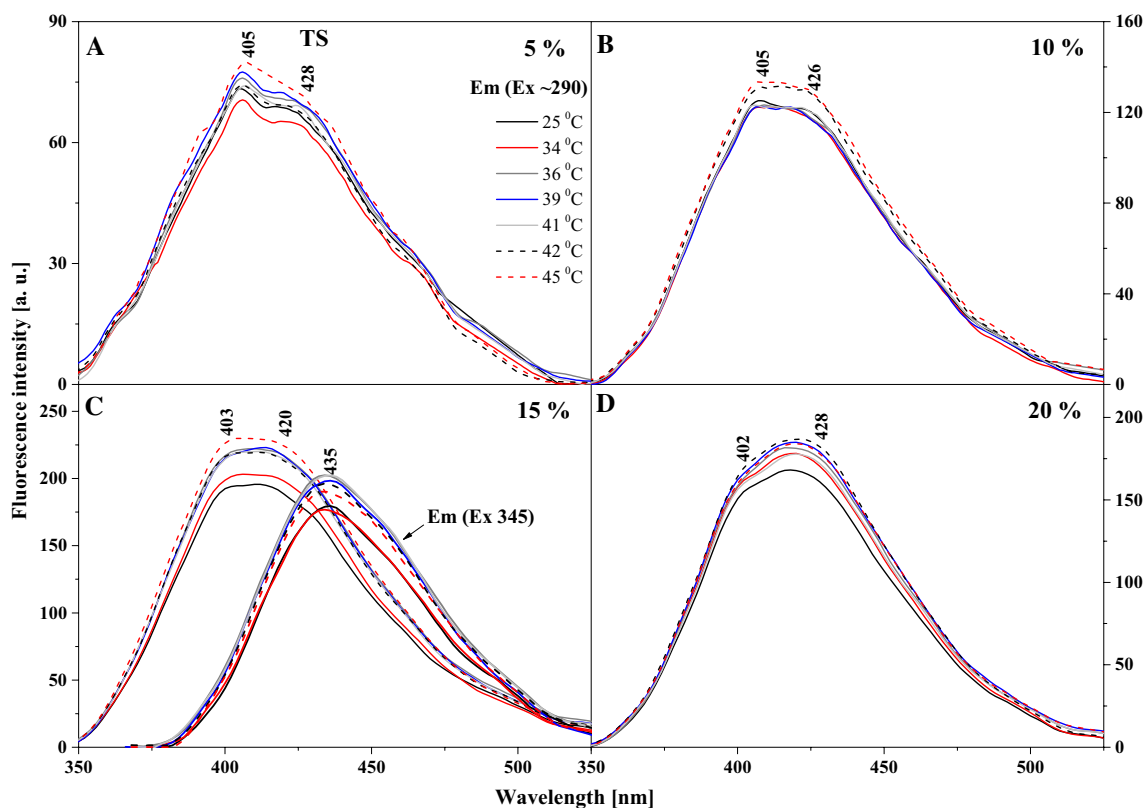 A
TS
5 %
405
428
Em (Ex ~290)
25 ⁰C
34 ⁰C
36 ⁰C
39 ⁰C
41 ⁰C
42 ⁰C
45 ⁰C
90
60
30
0
B
10 %
405
426
160
120
80
40
0
C
15 %
403
420
435
Em (Ex 345)
250
200
150
100
50
0
350
400
450
500
D
20 %
402
428
200
150
100
50
0
350
400
450
500
Fluorescence intensity [a. u.]
Wavelength [nm]